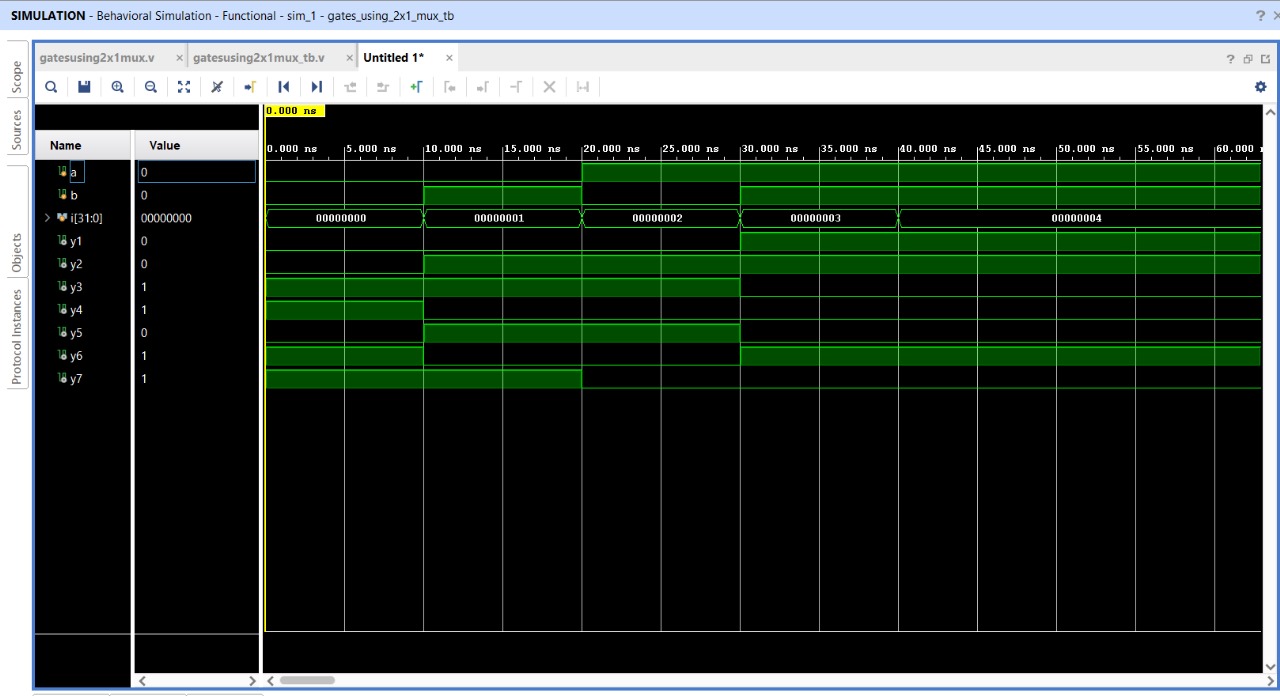 SIMULATION - Behavioral Simulation - Functional - sim_1 - gates_using_2x1_mux_tb
gatesusing2x1mux.v
gatesusing2x1mux_tb.v
Untitled 1*
Scope
Sources
Objects
Protocol Instances
0.000 ns
Name Value
0.000 ns 5.000 ns 10.000 ns 15.000 ns 20.000 ns 25.000 ns 30.000 ns 35.000 ns 40.000 ns 45.000 ns 50.000 ns 55.000 ns 60.000
a 0
b 0
i[31:0] 00000000 00000000 00000001 00000002 00000003 00000004
y1 0
y2 0
y3 1
y4 1
y5 0
y6 1
y7 1